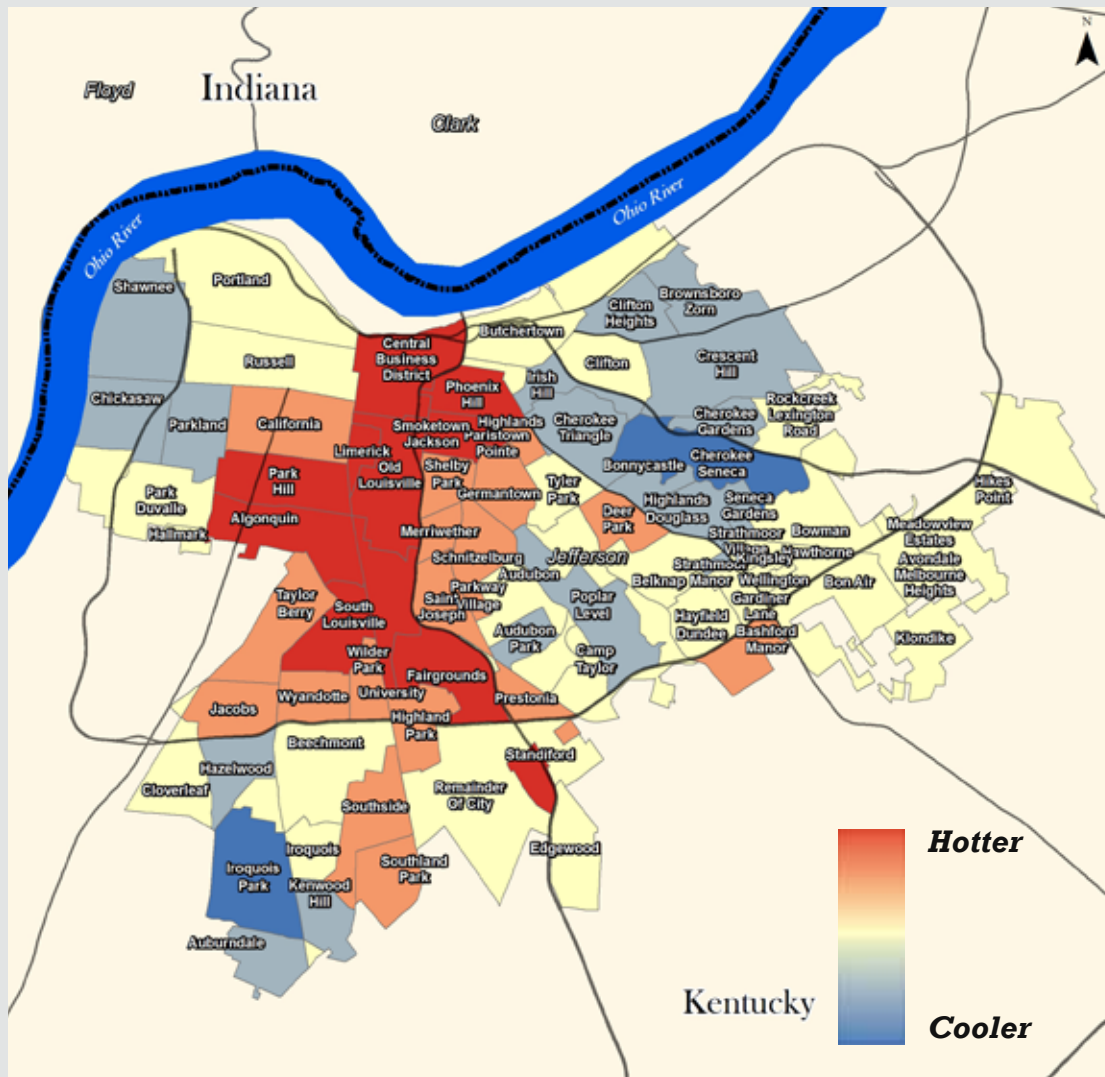 N
Floyd
Indiana
Clark
Ohio River
Ohio River
Shawnee
Portland
Brownsboro
Zorn
Clifton
Heights
Butchertown
Central
Business
District
Russell
Clifton
Crescent
Hill
Irish
Hill
Phoenix
Hill
Chickasaw
Rockcreek
Lexington
Road
Parkland
California
Cherokee
Gardens
Cherokee
Triangle
Highlands
Smoketown
Jackson
Paristown
Pointe
Limerick
Old
Louisville
Shelby
Park
Bonnycastle
Cherokee
Seneca
Park
Hill
Germantown
Tyler
Park
Hikes
Point
Park
Duvalle
Highlands
Douglass
Seneca
Gardens
Deer
Park
Algonquin
Hallmark
Merriwether
Strathmoor
Village
Bowman
Meadowview
Estates
Hawthorne
Kingsley
Schnitzelburg
Jefferson
Strathmoor
Manor
Avondale
Melbourne
Heights
Audubon
Belknap
Wellington
Bon Air
Parkway
Village
Taylor
Berry
Saint
Joseph
Poplar
Level
Gardiner
Lane
South
Louisville
Hayfield
Dundee
Audubon
Park
Bashford
Manor
Klondike
Camp
Taylor
Wilder
Park
Fairgrounds
Wyandotte
University
Prestonia
Jacobs
Highland
Park
Beechmont
Standiford
Hazelwood
Cloverleaf
Remainder
Of City
Southside
Iroquois
Edgewood
Southland
Park
Iroquois
Park
Kenwood
Hill
Auburndale
Hotter
Kentucky
Cooler